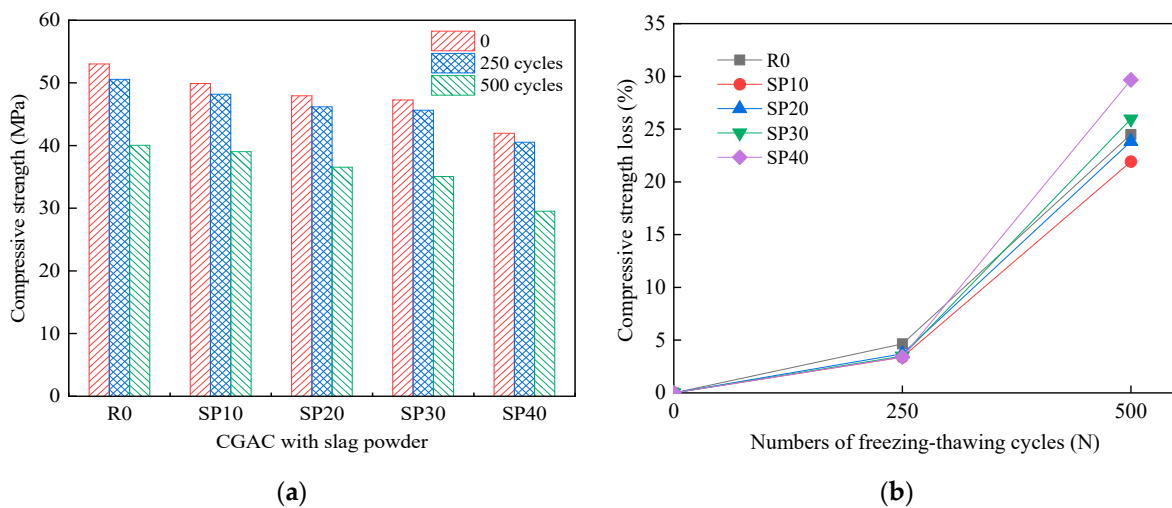 60
50
40
30
20
10
0
Compressive strength (MPa)
0
250 cycles
500 cycles
R0 SP10 SP20 SP30 SP40
CGAC with slag powder
(a)
35
30
25
20
15
10
5
0
Compressive strength loss (%)
R0
SP10
SP20
SP30
SP40
0 250 500
Numbers of freezing-thawing cycles (N)
(b)